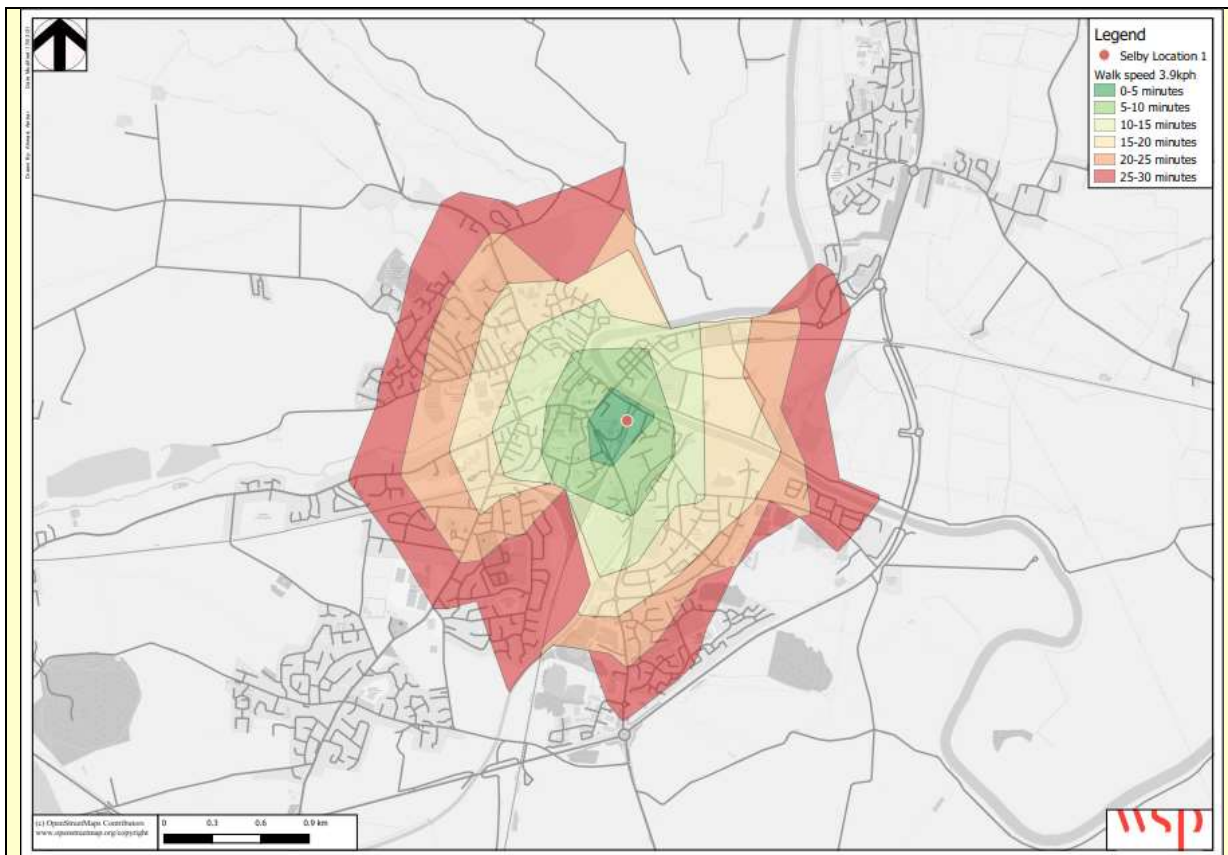 Legend
Selby Location 1
Walk speed 3.9kph
0-5 minutes
5-10 minutes
10-15 minutes
15-20 minutes
20-25 minutes
25-30 minutes
(c) OpenStreetMaps Contributors
www.openstreetmap.org/copyright
0 0.3 0.6 0.9 km
wsp